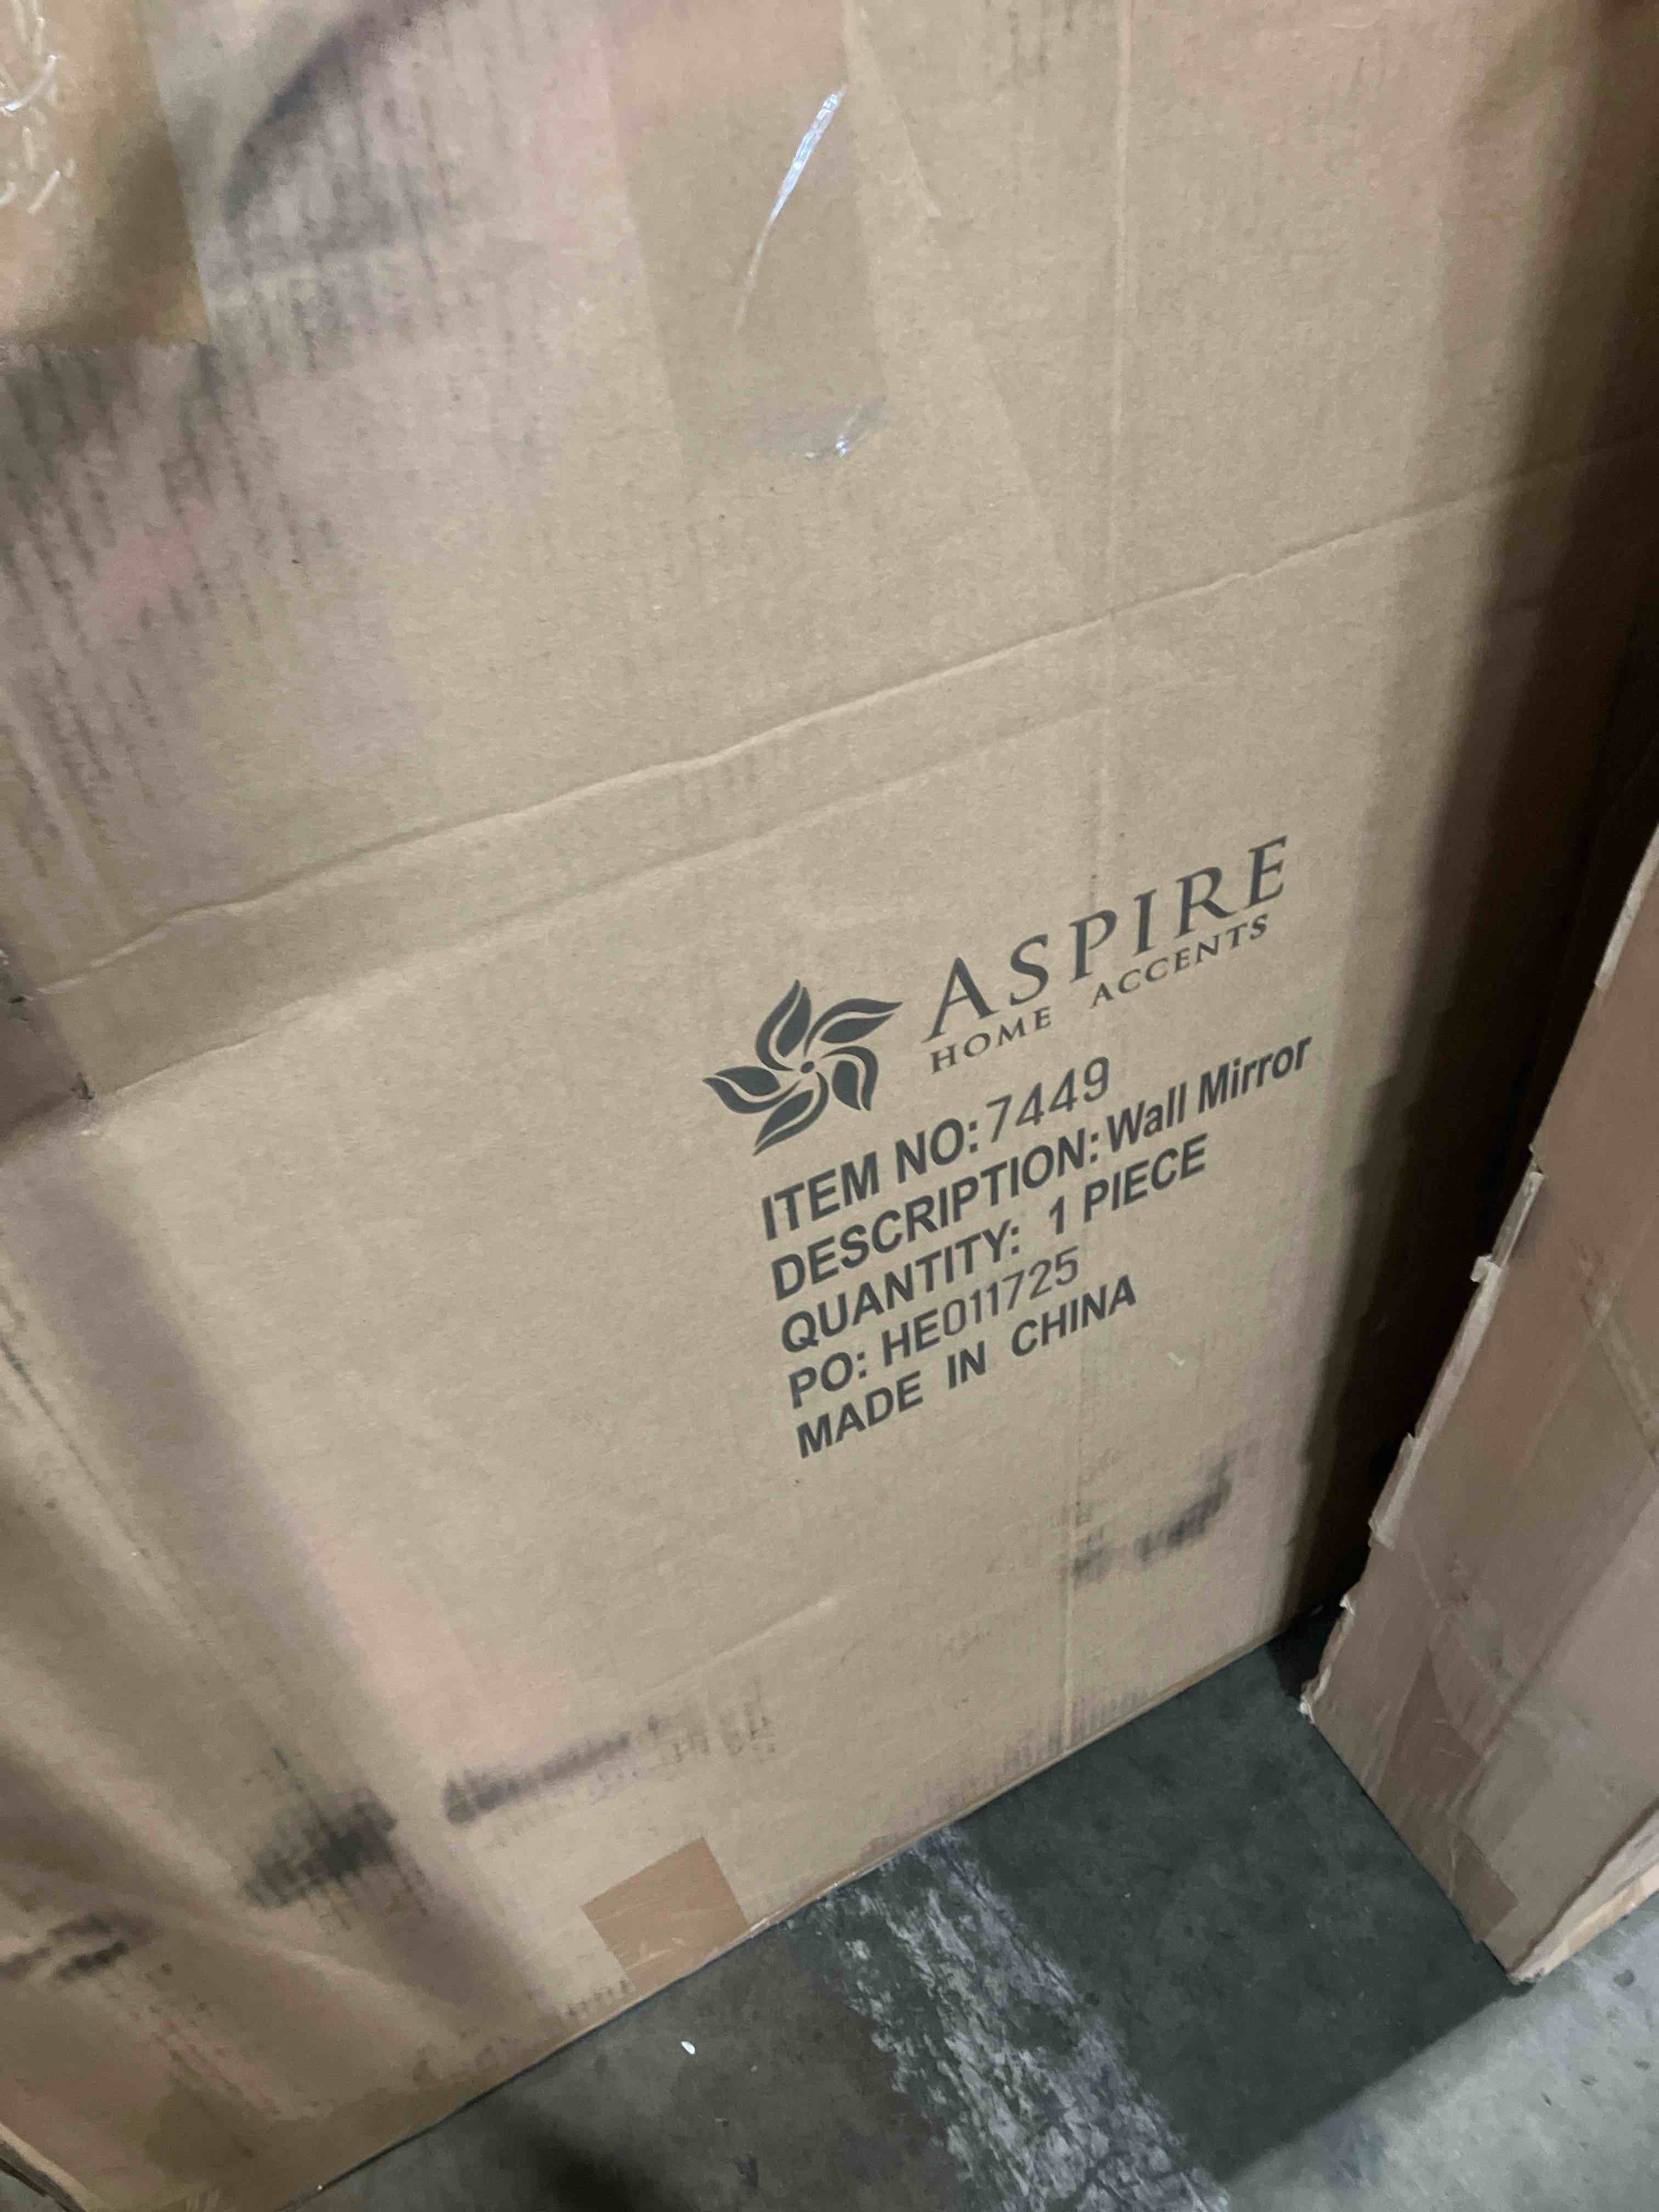 ASPIRE
HOME ACCENTS
ITEM NO: 7449
DESCRIPTION: Wall Mirror
QUANTITY: 1 PIECE
PO: HE011725
MADE IN CHINA